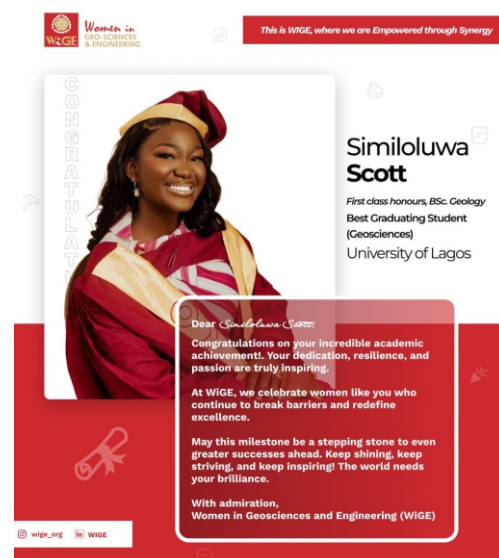 WiGE
Women in
GEO-SCIENCES
& ENGINEERING
This is WIGE, where we are Empowered through Synergy
CONGRATULATI
Similoluwa
Scott
First class honours, BSc. Geology
Best Graduating Student
(Geosciences)
University of Lagos
Dear Similoluwa Scott,
Congratulations on your incredible academic
achievement!. Your dedication, resilience, and
passion are truly inspiring.
At WiGE, we celebrate women like you who
continue to break barriers and redefine
excellence.
May this milestone be a stepping stone to even
greater successes ahead. Keep shining, keep
striving, and keep inspiring! The world needs
your brilliance.
With admiration,
Women in Geosciences and Engineering (WiGE)
wige_org in WIGE